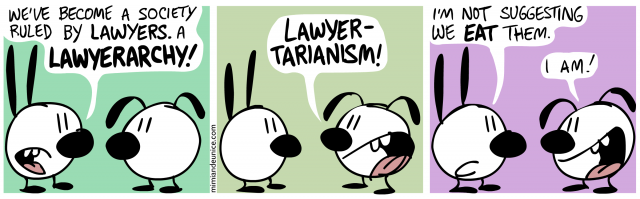 WE'VE BECOME A SOCIETY
RULED BY LAWYERS. A
LAWYERARCHY!
LAWYER-
TARIANISM!
mimiandeunice.com
I'M NOT SUGGESTING
WE EAT THEM.
I AM!